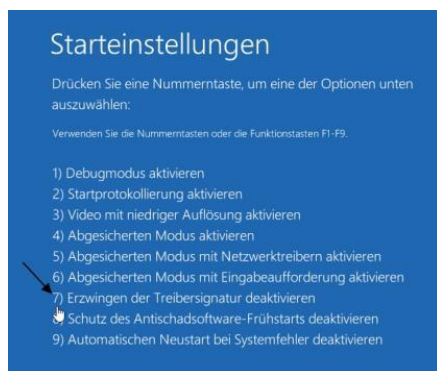 Starteinstellungen
Drücken Sie eine Nummerntaste, um eine der Optionen unten
auszuwählen:
Verwenden Sie die Nummerntasten oder die Funktionstasten F1-F9.
1) Debugmodus aktivieren
2) Startprotokollierung aktivieren
3) Video mit niedriger Auflösung aktivieren
4) Abgesicherten Modus aktivieren
5) Abgesicherten Modus mit Netzwerktreibern aktivieren
6) Abgesicherten Modus mit Eingabeaufforderung aktivieren
7) Erzwingen der Treibersignatur deaktivieren
8) Schutz des Antischadsoftware-Frühstarts deaktivieren
9) Automatischen Neustart bei Systemfehler deaktivieren